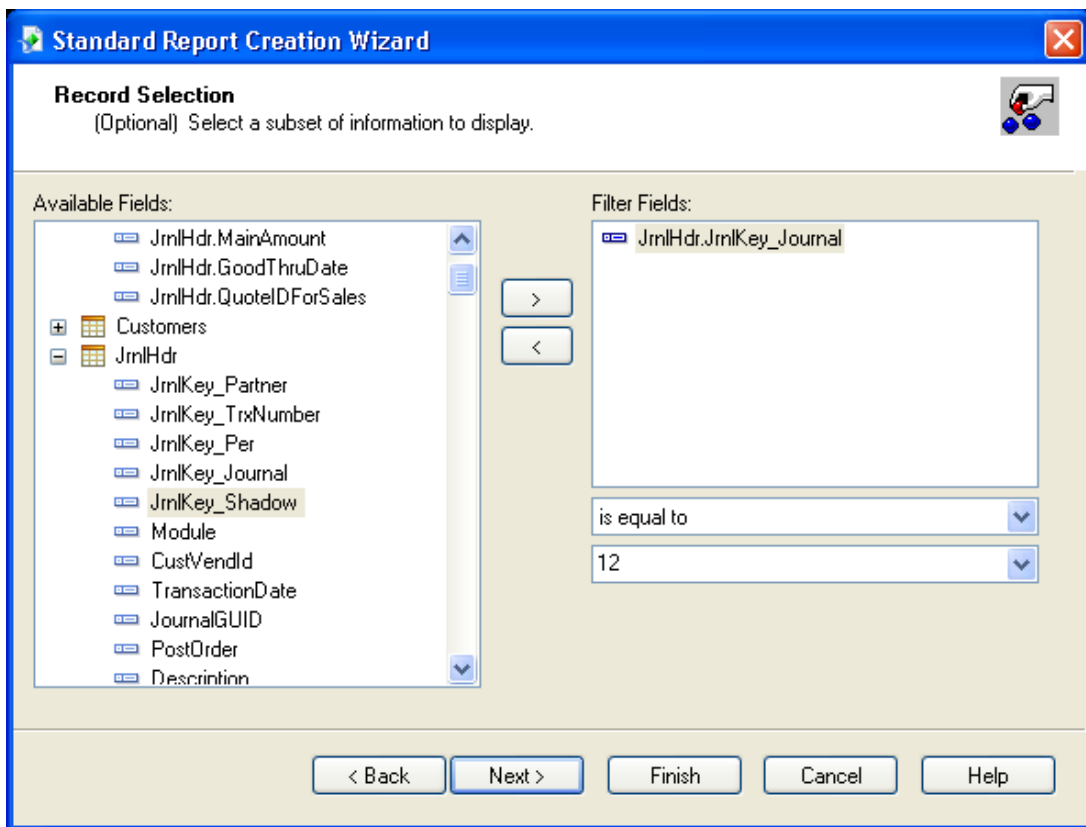 Standard Report Creation Wizard
Record Selection
(Optional) Select a subset of information to display.
Available Fields:
JrnlHdr.MainAmount
JrnlHdr.GoodThruDate
JrnlHdr.QuoteIDForSales
Customers
JrnlHdr
JrnlKey_Partner
JrnlKey_TrxNumber
JrnlKey_Per
JrnlKey_Journal
JrnlKey_Shadow
Module
CustVendId
TransactionDate
JournalGUID
PostOrder
Description
>
<
Filter Fields:
JrnlHdr.JrnlKey_Journal
is equal to
12
< Back Next > Finish Cancel Help